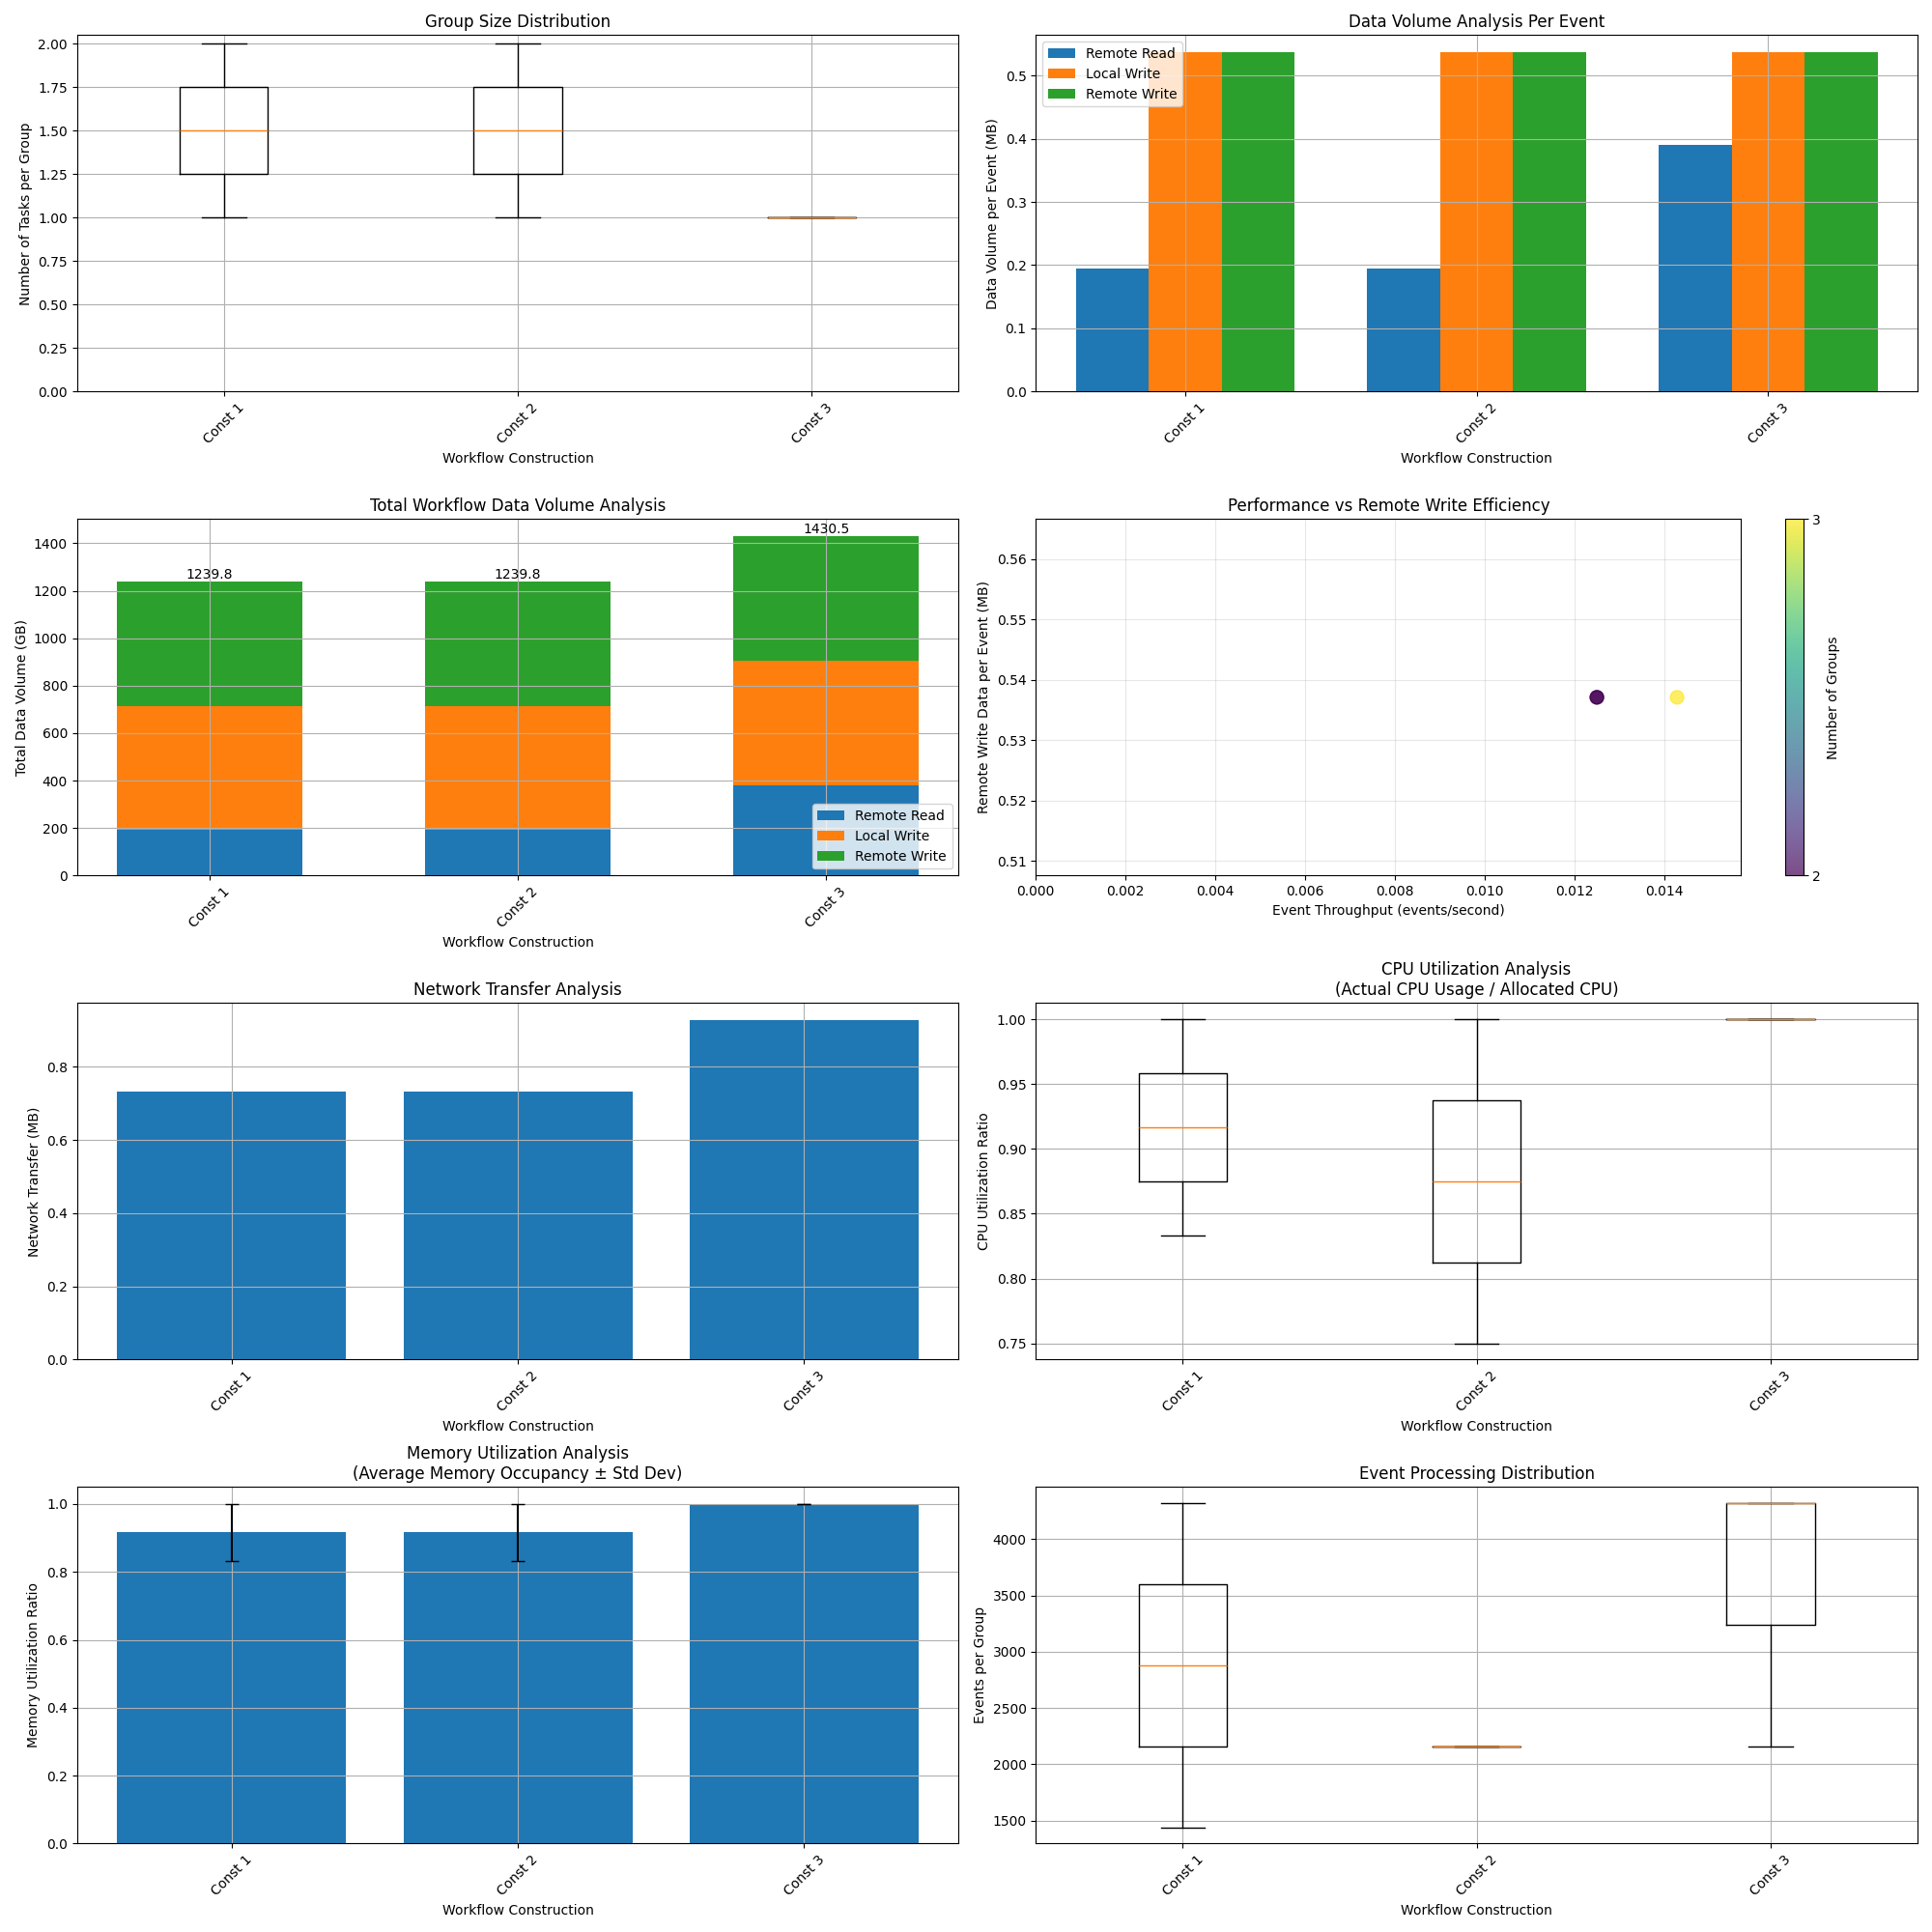 Group Size Distribution
Number of Tasks per Group
2.00
1.75
1.50
1.25
1.00
0.75
0.50
0.25
0.00
Const 1
Const 2
Const 3
Workflow Construction
Data Volume Analysis Per Event
Data Volume per Event (MB)
Remote Read
Local Write
Remote Write
0.5
0.4
0.3
0.2
0.1
0.0
Const 1
Const 2
Const 3
Workflow Construction
Total Workflow Data Volume Analysis
Total Data Volume (GB)
1400
1200
1000
800
600
400
200
0
1239.8
1239.8
1430.5
Remote Read
Local Write
Remote Write
Const 1
Const 2
Const 3
Workflow Construction
Performance vs Remote Write Efficiency
Remote Write Data per Event (MB)
0.56
0.55
0.54
0.53
0.52
0.51
0.000
0.002
0.004
0.006
0.008
0.010
0.012
0.014
Event Throughput (events/second)
3
2
Number of Groups
Network Transfer Analysis
Network Transfer (MB)
0.8
0.6
0.4
0.2
0.0
Const 1
Const 2
Const 3
Workflow Construction
CPU Utilization Analysis
(Actual CPU Usage / Allocated CPU)
CPU Utilization Ratio
1.00
0.95
0.90
0.85
0.80
0.75
Const 1
Const 2
Const 3
Workflow Construction
Memory Utilization Analysis
(Average Memory Occupancy ± Std Dev)
Memory Utilization Ratio
1.0
0.8
0.6
0.4
0.2
0.0
Const 1
Const 2
Const 3
Workflow Construction
Event Processing Distribution
Events per Group
4000
3500
3000
2500
2000
1500
Const 1
Const 2
Const 3
Workflow Construction